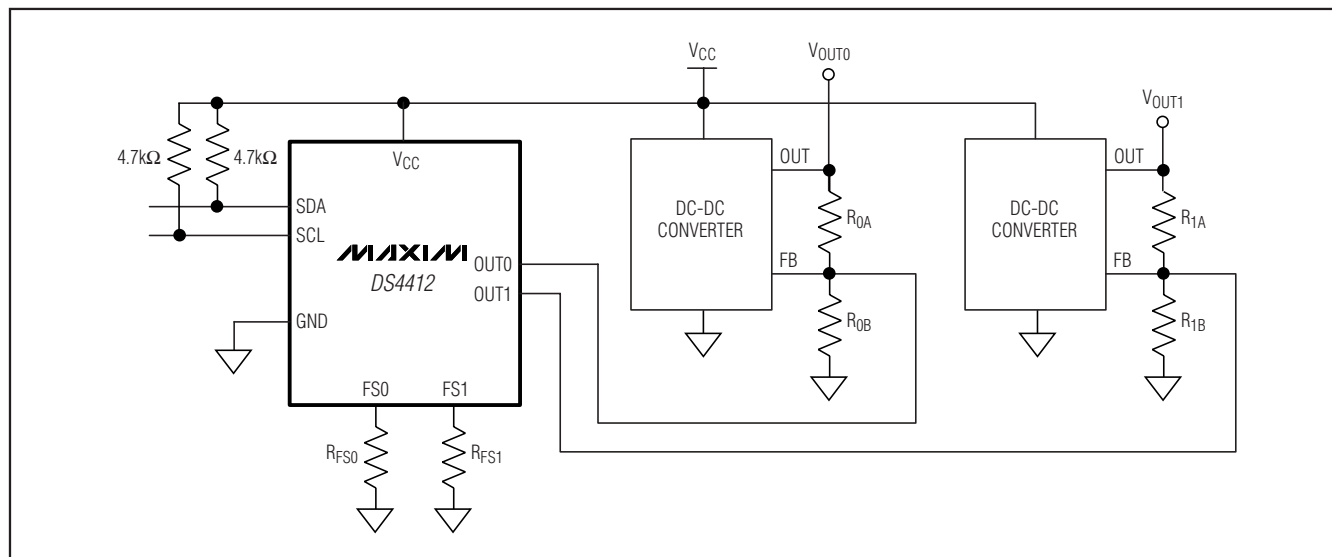 VCC
VOUT0
VOUT1
4.7kΩ
4.7kΩ
VCC
SDA
SCL
MAXIM
DS4412
OUT0
OUT1
GND
FS0
FS1
RFS0
RFS1
DC-DC
CONVERTER
OUT
FB
R0A
R0B
DC-DC
CONVERTER
OUT
FB
R1A
R1B